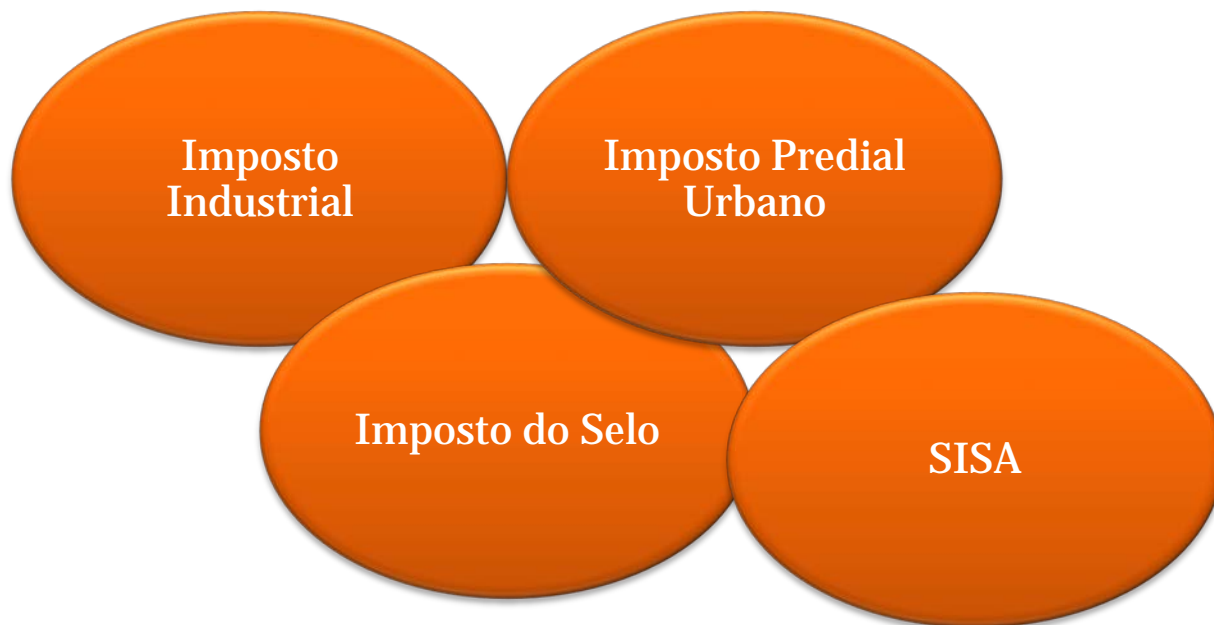 Imposto
Industrial
Imposto Predial
Urbano
Imposto do Selo
SISA